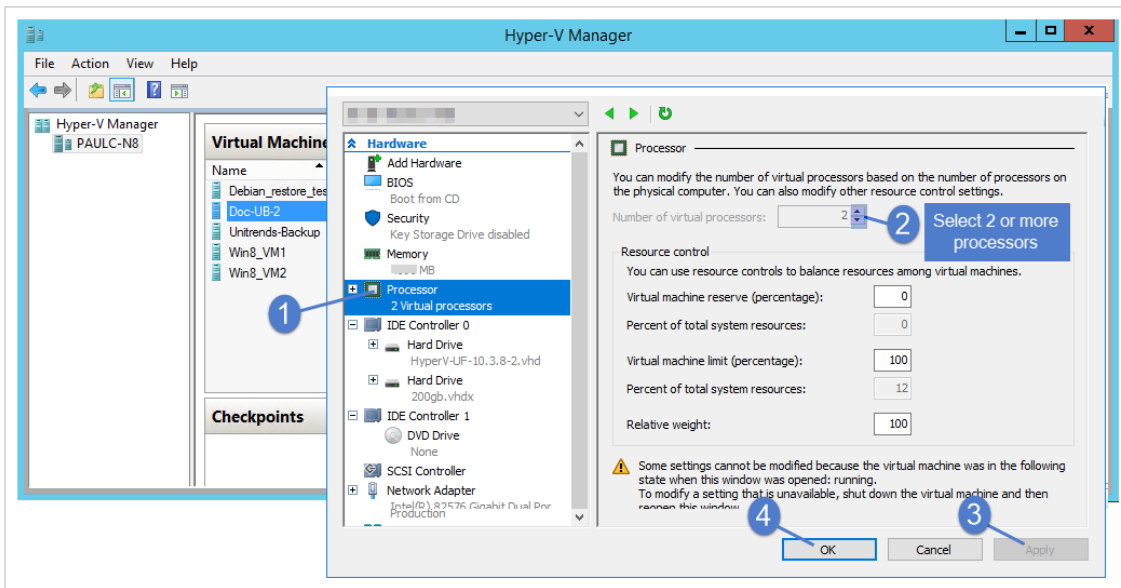 Hyper-V Manager
File Action View Help
Hyper-V Manager
PAULC-N8
Virtual Machine
Name
Debian_restore_tes
Doc-UB-2
Unitrends-Backup
Win8_VM1
Win8_VM2
Checkpoints
Hardware
Add Hardware
BIOS
Boot from CD
Security
Key Storage Drive disabled
Memory
MB
1
Processor
2 Virtual processors
IDE Controller 0
Hard Drive
HyperV-UF-10.3.8-2.vhd
Hard Drive
200gb.vhdx
IDE Controller 1
DVD Drive
None
SCSI Controller
Network Adapter
Intel(R) 82576 Gigabit Dual Por
Production
Processor
You can modify the number of virtual processors based on the number of processors on
the physical computer. You can also modify other resource control settings.
Number of virtual processors: 2
2
Select 2 or more
processors
Resource control
You can use resource controls to balance resources among virtual machines.
Virtual machine reserve (percentage): 0
Percent of total system resources: 0
Virtual machine limit (percentage): 100
Percent of total system resources: 12
Relative weight: 100
Some settings cannot be modified because the virtual machine was in the following
state when this window was opened: running.
To modify a setting that is unavailable, shut down the virtual machine and then
reopen this window
4
3
OK Cancel Apply